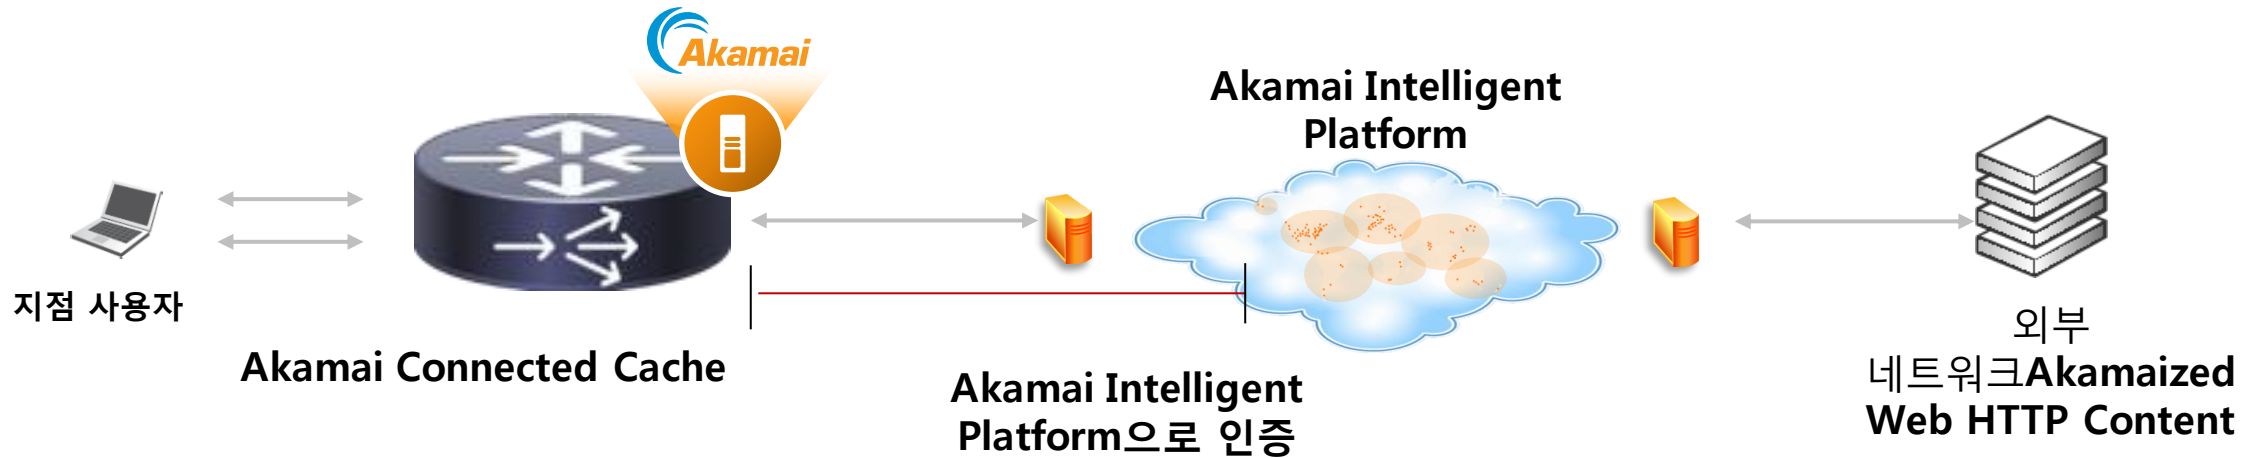 Akamai
Akamai Intelligent
Platform
지점 사용자
Akamai Connected Cache
Akamai Intelligent
Platform으로 인증
외부
네트워크Akamaized
Web HTTP Content